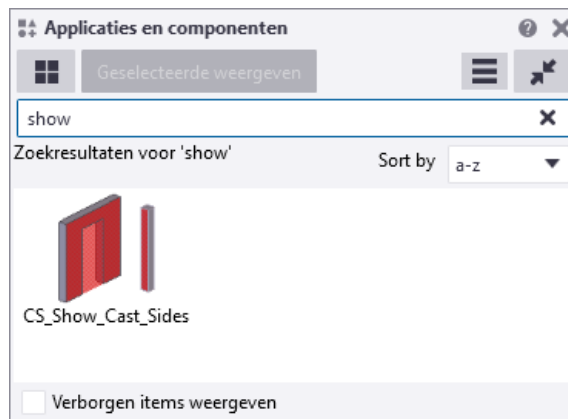 Applicaties en componenten
Geselecteerde weergeven
show
Zoekresultaten voor 'show'
Sort by a-z
CS_Show_Cast_Sides
Verborgen items weergeven